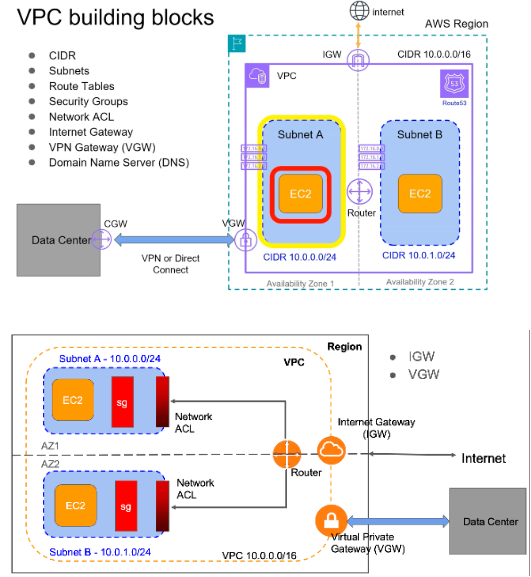 VPC building blocks
CIDR
Subnets
Route Tables
Security Groups
Network ACL
Internet Gateway
VPN Gateway (VGW)
Domain Name Server (DNS)
internet
AWS Region
IGW
CIDR 10.0.0.0/16
VPC
53
Route53
Subnet A
Subnet B
EC2
EC2
Router
CGW
VGW
Data Center
VPN or Direct
Connect
CIDR 10.0.0.0/24
CIDR 10.0.1.0/24
Availability Zone 1
Availability Zone 2
Region
VPC
Subnet A - 10.0.0.0/24
IGW
VGW
EC2
sg
Network
ACL
Internet Gateway
(IGW)
AZ1
AZ2
Router
Internet
Network
ACL
EC2
sg
Data Center
Virtual Private
Gateway (VGW)
Subnet B - 10.0.1.0/24
VPC 10.0.0.0/16